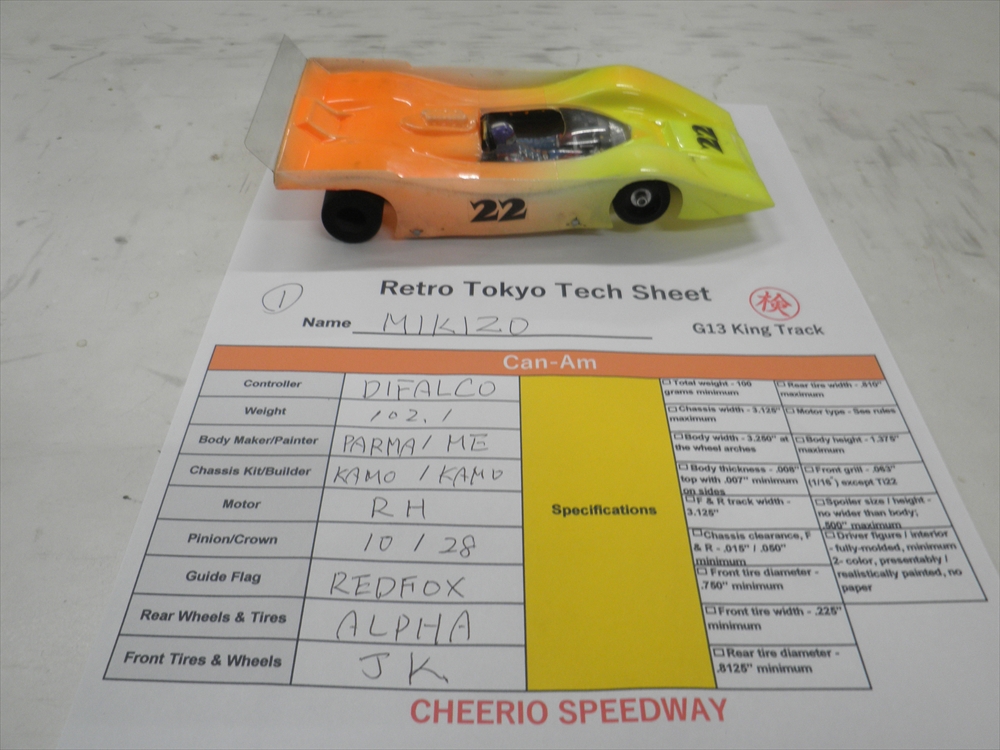 22
22
Retro Tokyo Tech Sheet
①
検
Name MIKIZO
G13 King Track
Can-Am
Controller DIFALCO
Weight 102.1
Body Maker/Painter PARMA/ ME
Chassis Kit/Builder KAMO / KAMO
Motor RH
Pinion/Crown 10 / 28
Guide Flag REDFOX
Rear Wheels & Tires ALPHA
Front Tires & Wheels JK
Specifications
☐Total weight - 100
grams minimum
☐Chassis width - 3.125"
maximum
☐Body width - 3.250" at
the wheel arches
☐Body thickness - .008"
top with .007" minimum
on sides
☐F & R track width -
3.125"
☐Chassis clearance, F
& R - .015" / .050"
minimum
☐Front tire diameter -
.750" minimum
☐Front tire width - .225"
minimum
☐Rear tire diameter -
.8125" minimum
☐Rear tire width - .810"
maximum
☐Motor type - See rules
☐Body height - 1.375"
maximum
☐Front grill - .063"
(1/16") except Ti22
☐Spoiler size / height -
no wider than body;
.500" maximum
☐Driver figure / interior
- fully-molded, minimum
2- color, presentably /
realistically painted, no
paper
CHEERIO SPEEDWAY